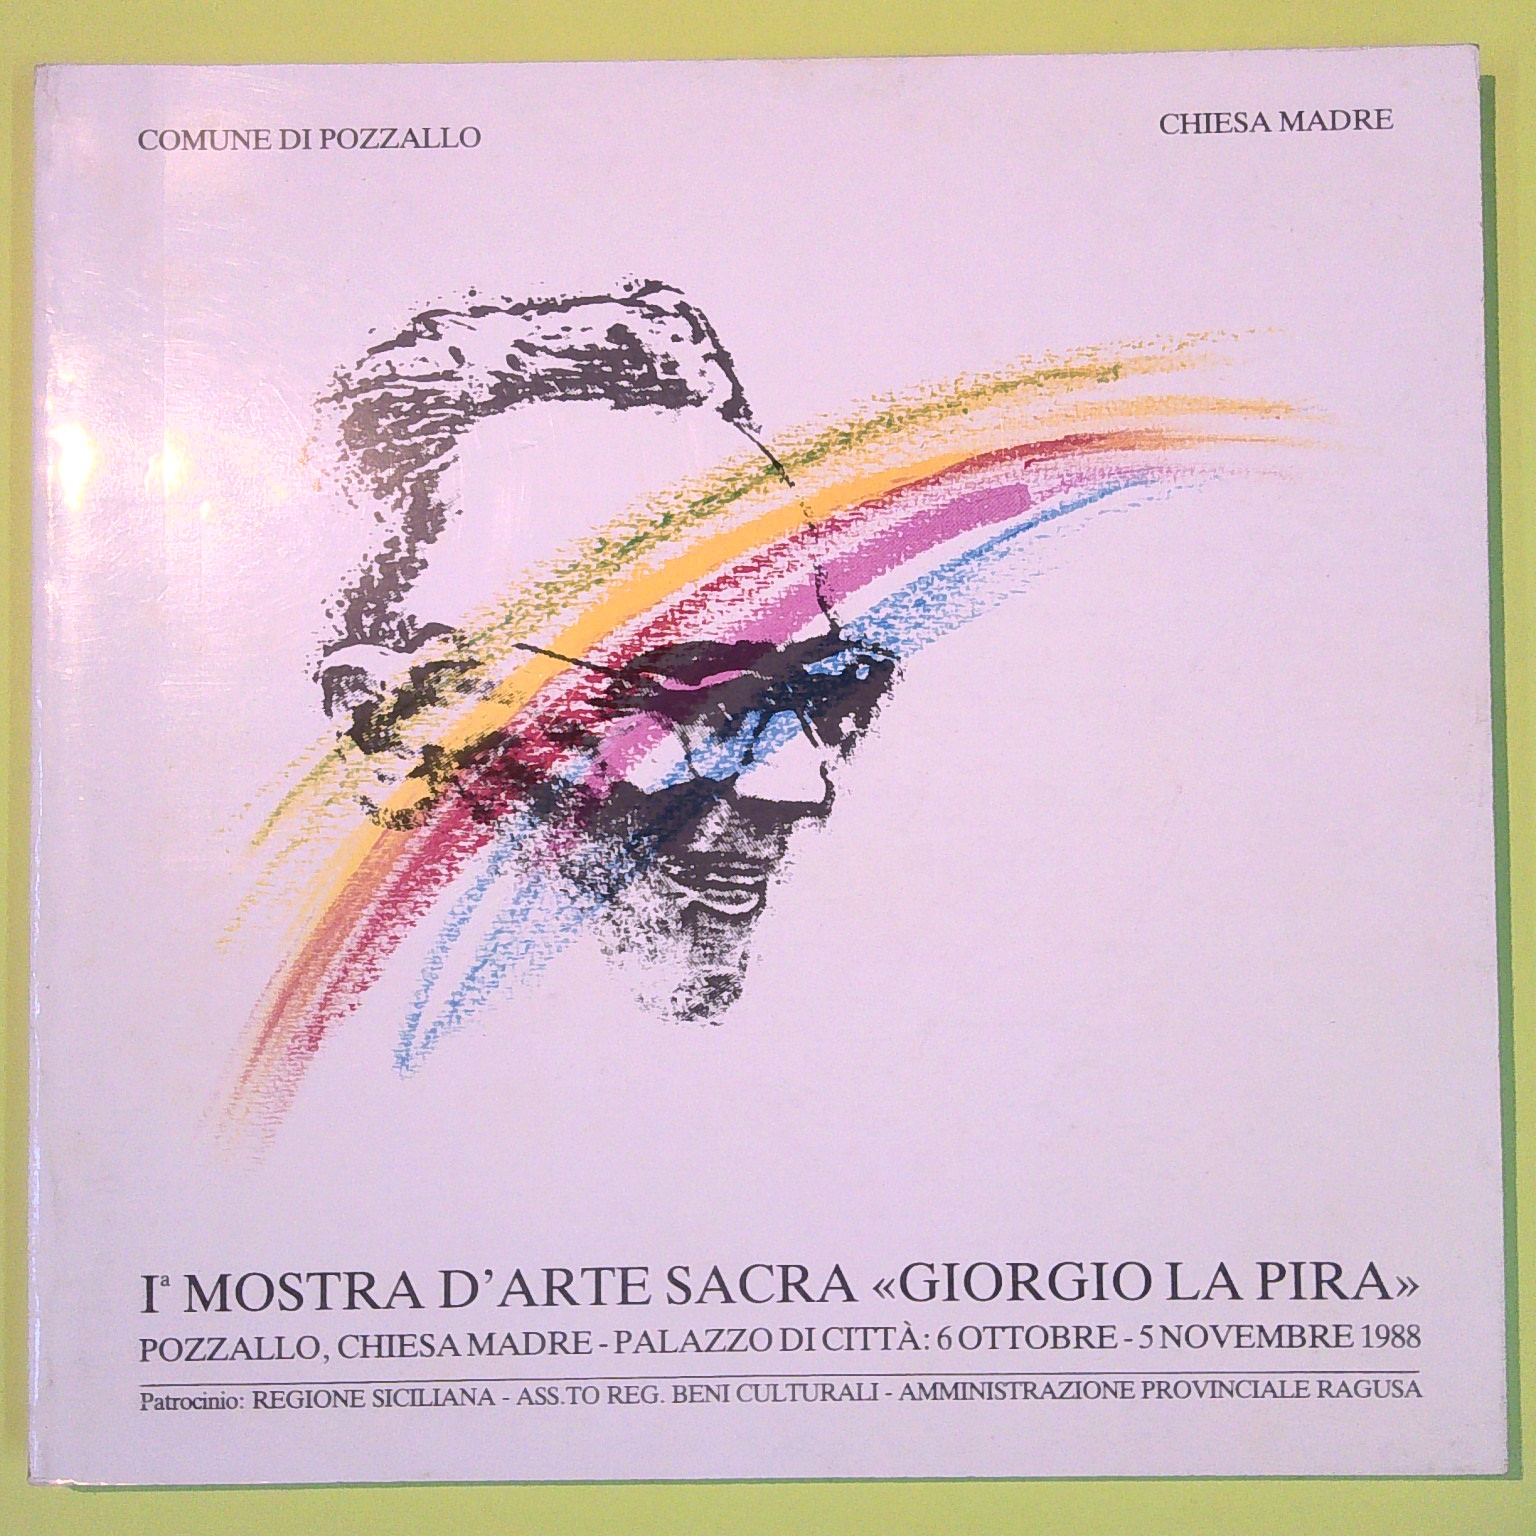 COMUNE DI POZZALLO
CHIESA MADRE
Iª MOSTRA D'ARTE SACRA «GIORGIO LA PIRA»
POZZALLO, CHIESA MADRE - PALAZZO DI CITTÀ: 6 OTTOBRE - 5 NOVEMBRE 1988
Patrocinio: REGIONE SICILIANA - ASS.TO REG. BENI CULTURALI - AMMINISTRAZIONE PROVINCIALE RAGUSA